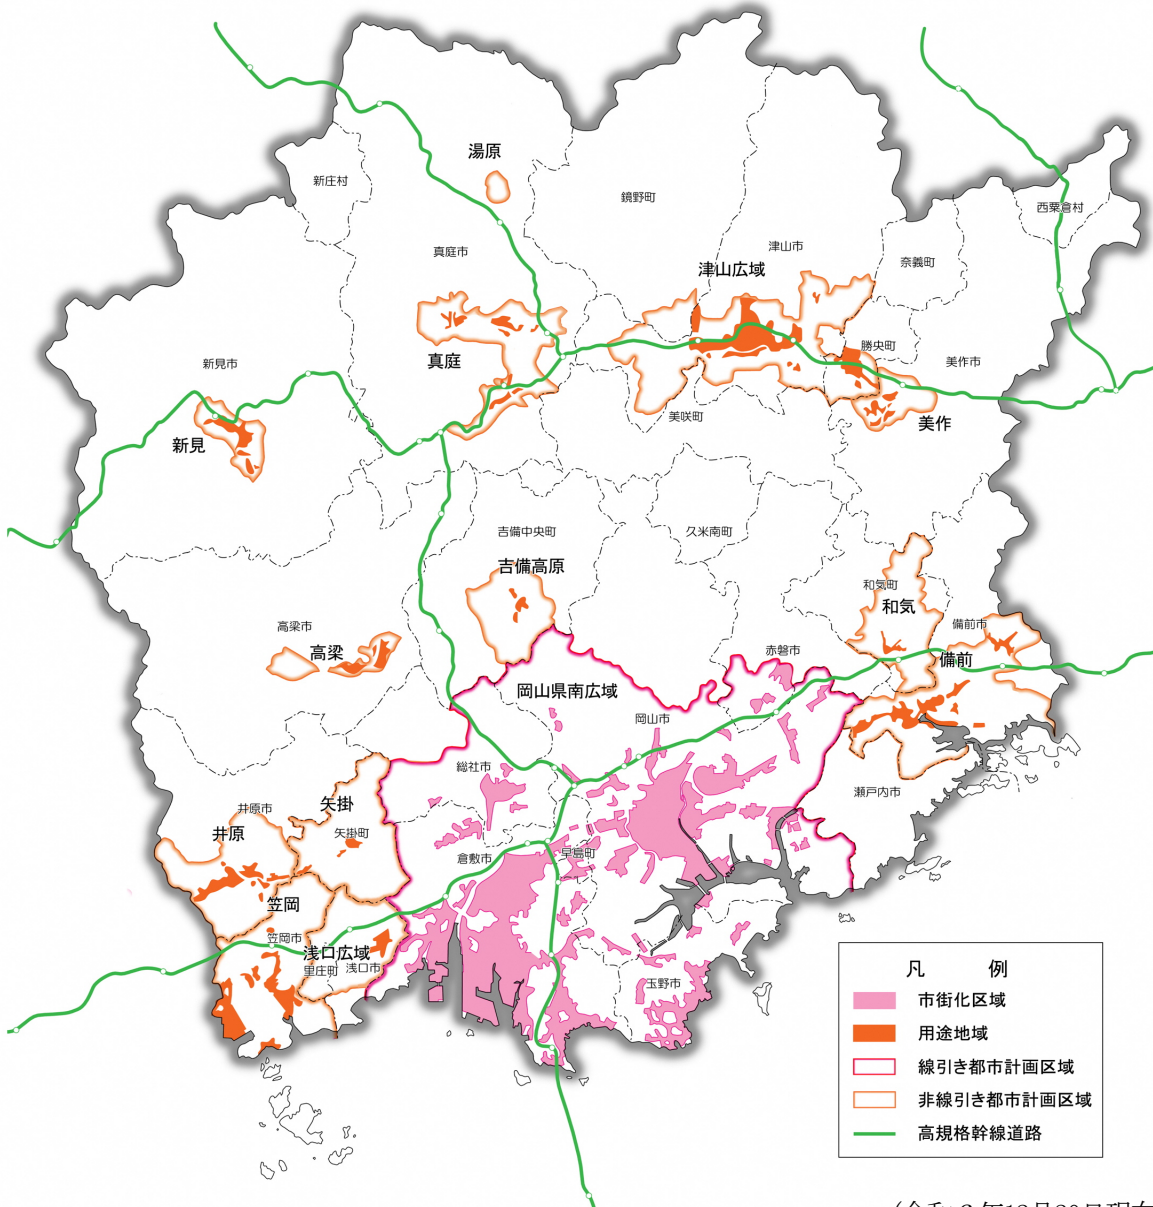 湯原
新庄村
鏡野町
西粟倉村
真庭市
津山市
奈義町
津山広域
新見市
真庭
勝央町
美作市
美咲町
美作
新見
吉備中央町
久米南町
吉備高原
和気町
和気
高梁市
高梁
備前市
備前
赤磐市
岡山県南広域
岡山市
総社市
瀬戸内市
井原市
矢掛
井原
矢掛町
倉敷市
早島町
笠岡
笠岡市
浅口広域
里庄町
浅口市
玉野市
凡 例
市街化区域
用途地域
線引き都市計画区域
非線引き都市計画区域
高規格幹線道路